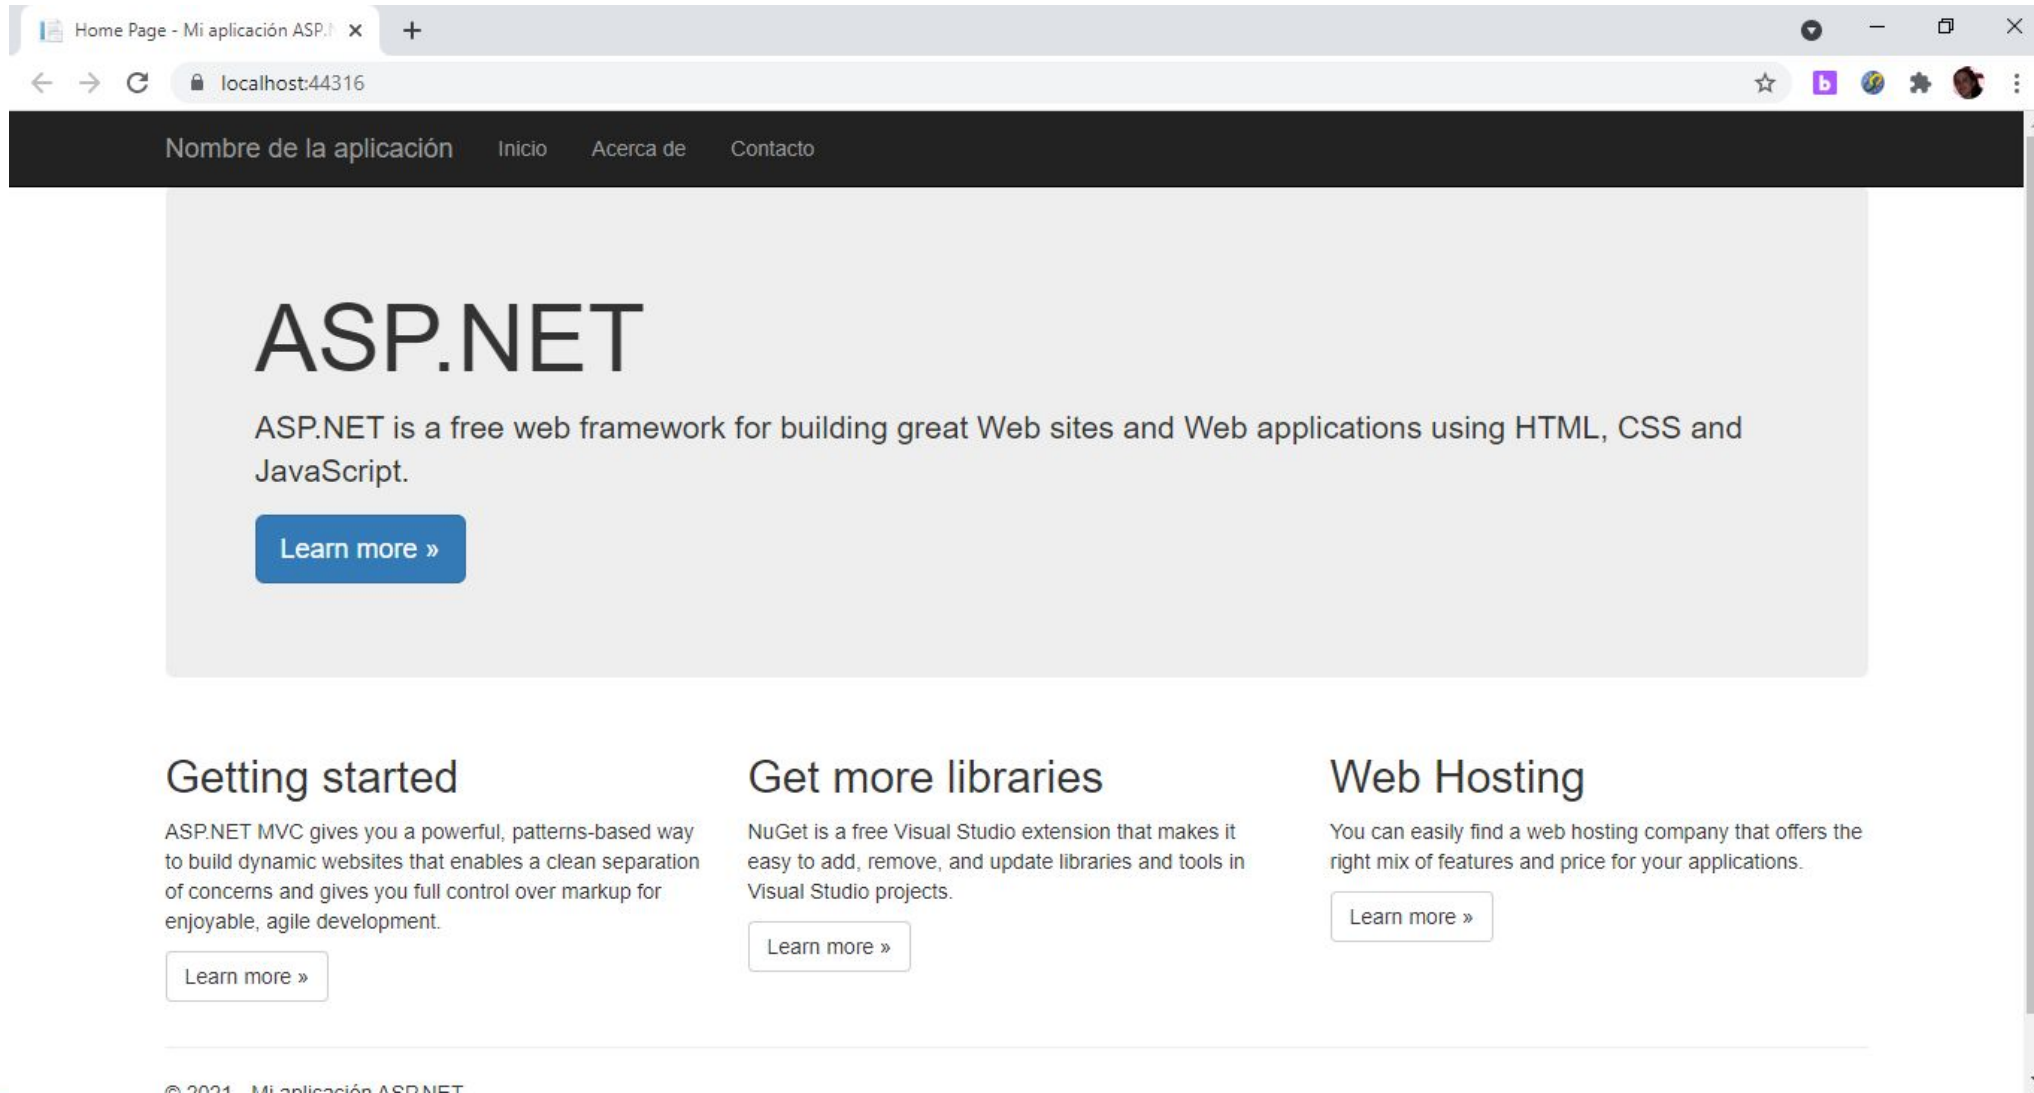 Home Page - Mi aplicación ASP.N
localhost:44316
b
Nombre de la aplicación Inicio Acerca de Contacto
ASP.NET
ASP.NET is a free web framework for building great Web sites and Web applications using HTML, CSS and
JavaScript.
Learn more »
Getting started
ASP.NET MVC gives you a powerful, patterns-based way
to build dynamic websites that enables a clean separation
of concerns and gives you full control over markup for
enjoyable, agile development.
Learn more »
Get more libraries
NuGet is a free Visual Studio extension that makes it
easy to add, remove, and update libraries and tools in
Visual Studio projects.
Learn more »
Web Hosting
You can easily find a web hosting company that offers the
right mix of features and price for your applications.
Learn more »
© 2021 - Mi aplicación ASP.NET